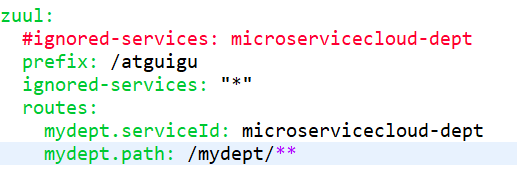 zuul:
  #ignored-services: microservicecloud-dept
  prefix: /atguigu
  ignored-services: "*"
  routes:
    mydept.serviceId: microservicecloud-dept
    mydept.path: /mydept/**